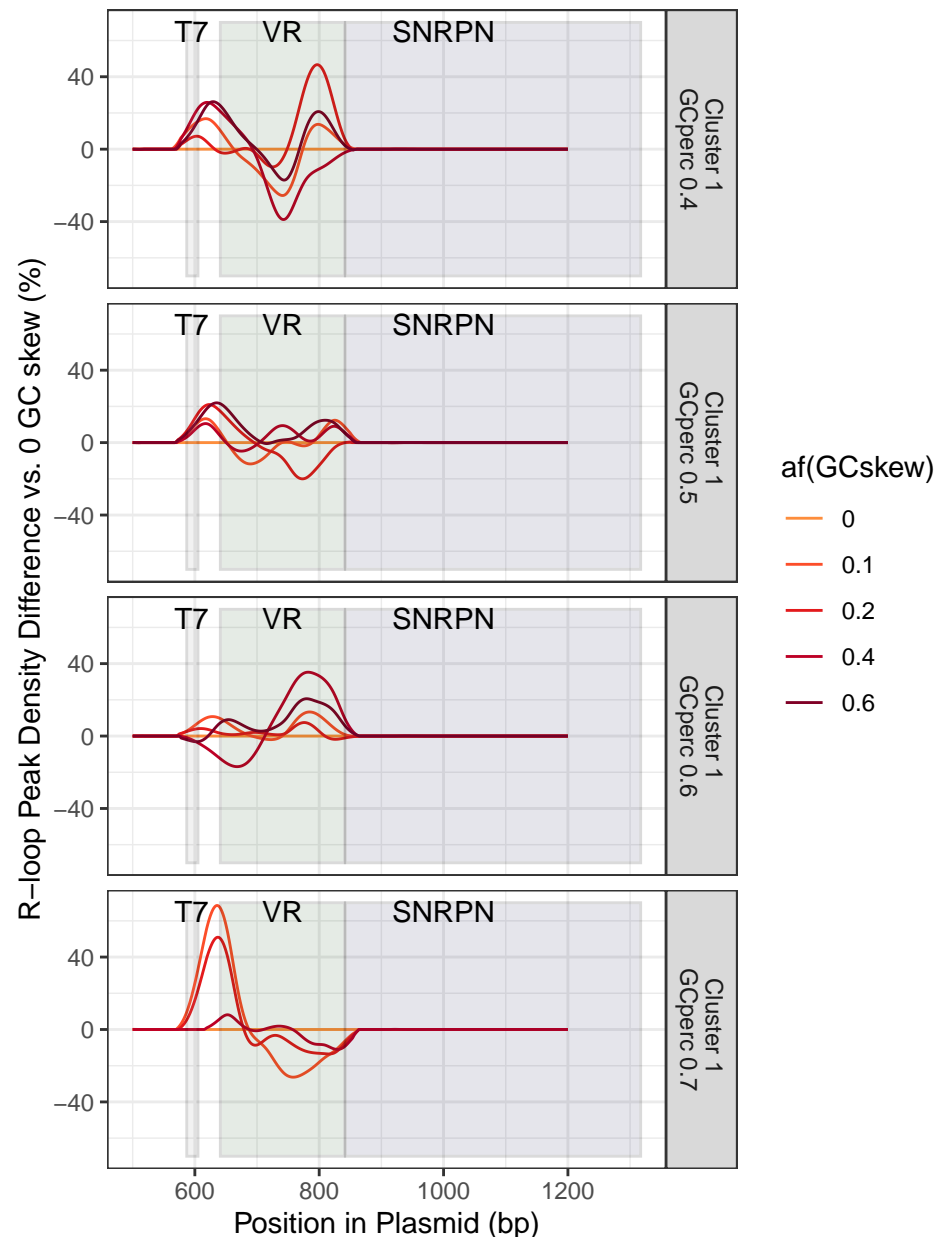 T7 VR SNRPN
40
0
−40
Cluster 1
GCperc 0.4
T7 VR SNRPN
40
0
−40
Cluster 1
GCperc 0.5
T7 VR SNRPN
40
0
−40
Cluster 1
GCperc 0.6
T7 VR SNRPN
40
0
−40
Cluster 1
GCperc 0.7
600 800 1000 1200
Position in Plasmid (bp)
R−loop Peak Density Difference vs. 0 GC skew (%)
af(GCskew)
0
0.1
0.2
0.4
0.6